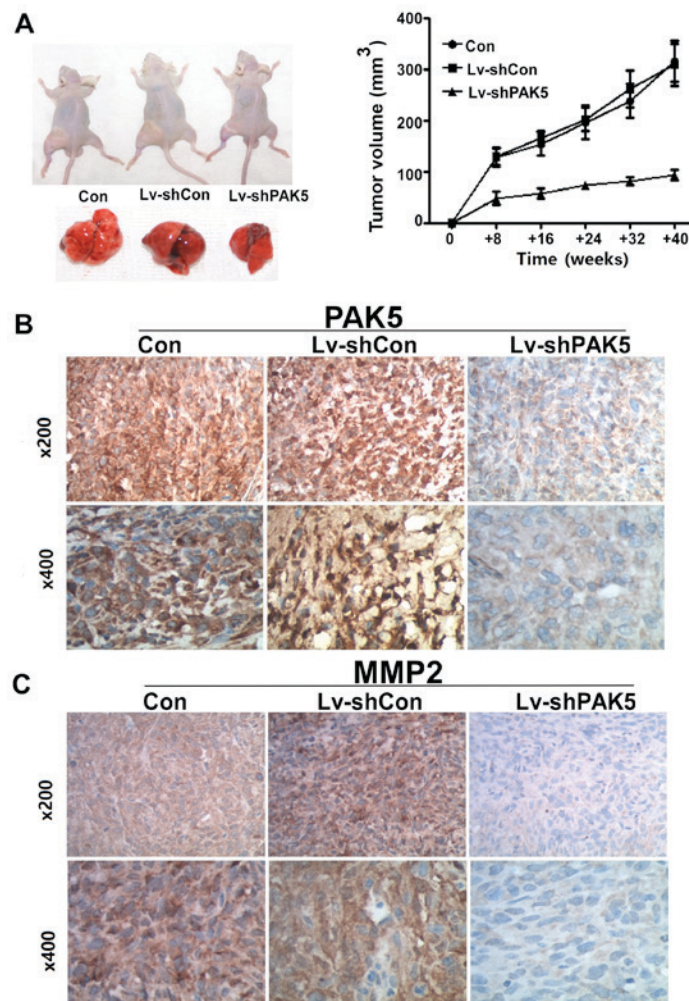 A
Con
Lv-shCon
Lv-shPAK5
Tumor volume (mm3)
400
300
200
100
0
Con
Lv-shCon
Lv-shPAK5
0
+8
+16
+24
+32
+40
Time (weeks)
B
PAK5
Con
Lv-shCon
Lv-shPAK5
x200
x400
C
MMP2
Con
Lv-shCon
Lv-shPAK5
x200
x400